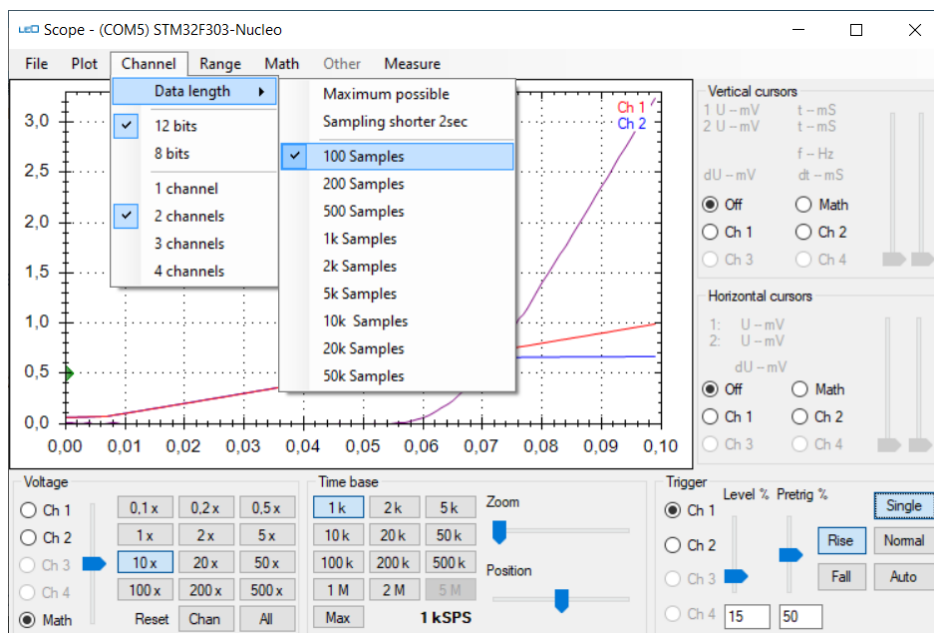 LEO Scope - (COM5) STM32F303-Nucleo
File Plot Channel Range Math Other Measure
Data length
12 bits
8 bits
1 channel
2 channels
3 channels
4 channels
Maximum possible
Sampling shorter 2sec
100 Samples
200 Samples
500 Samples
1k Samples
2k Samples
5k Samples
10k  Samples
20k Samples
50k Samples
Ch 1
Ch 2
3,0
2,5
2,0
1,5
1,0
0,5
0,0
0,00 0,01 0,02 0,03 0,04 0,05 0,06 0,07 0,08 0,09 0,10
Vertical cursors
1 U – mV t – mS
2 U – mV t – mS
f – Hz
dU – mV dt – mS
Off Math
Ch 1 Ch 2
Ch 3 Ch 4
Horizontal cursors
1: U – mV
2: U – mV
dU – mV
Off Math
Ch 1 Ch 2
Ch 3 Ch 4
Voltage
Ch 1
Ch 2
Ch 3
Ch 4
Math
0,1 x 0,2 x 0,5 x
1 x 2 x 5 x
10 x 20 x 50 x
100 x 200 x 500 x
Reset Chan All
Time base
1 k 2 k 5 k
10 k 20 k 50 k
100 k 200 k 500 k
1 M 2 M 5 M
Max 1 kSPS
Zoom
Position
Trigger
Level % Pretrig %
Ch 1
Ch 2
Ch 3
Ch 4
15 50
Single
Rise Normal
Fall Auto